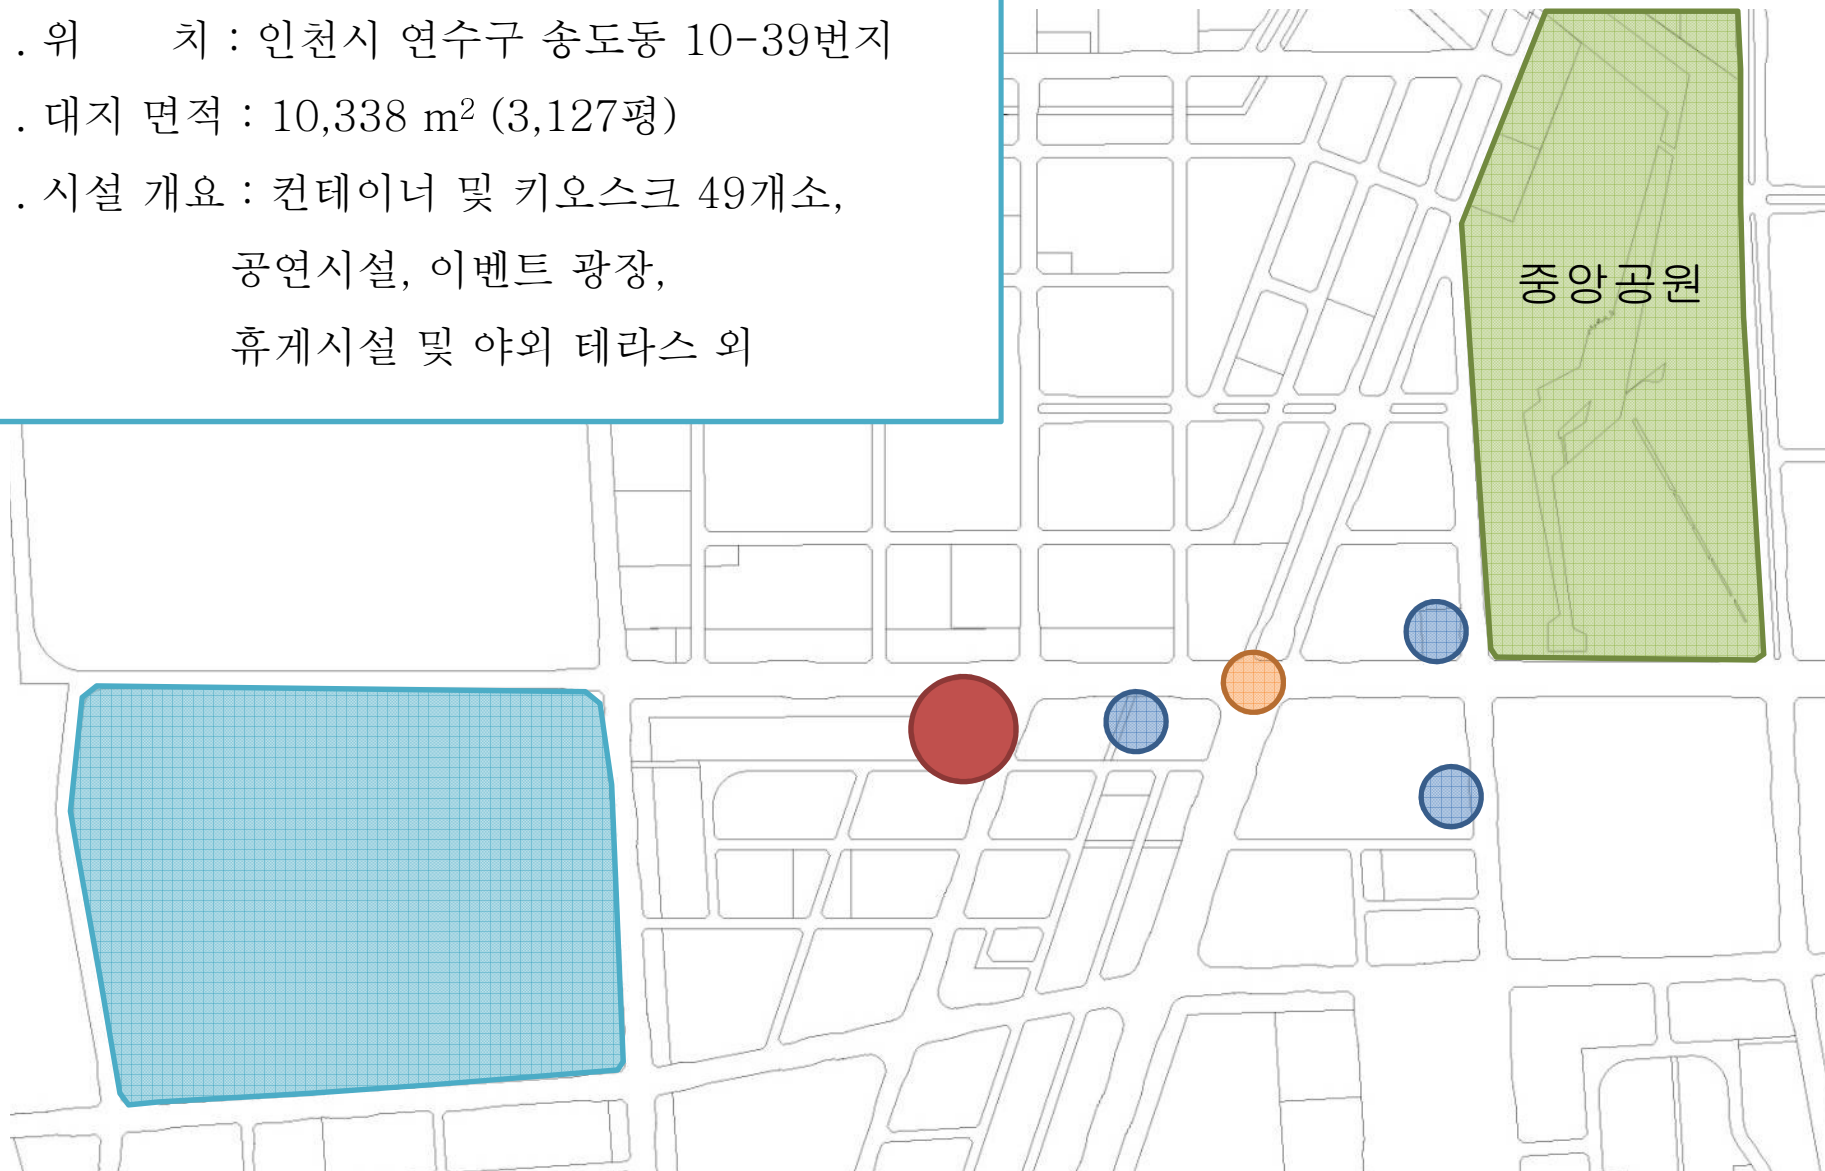 . 위 치 : 인천시 연수구 송도동 10-39번지
. 대지 면적 : 10,338 m² (3,127평)
. 시설 개요 : 컨테이너 및 키오스크 49개소,
공연시설, 이벤트 광장,
휴게시설 및 야외 테라스 외
중앙공원